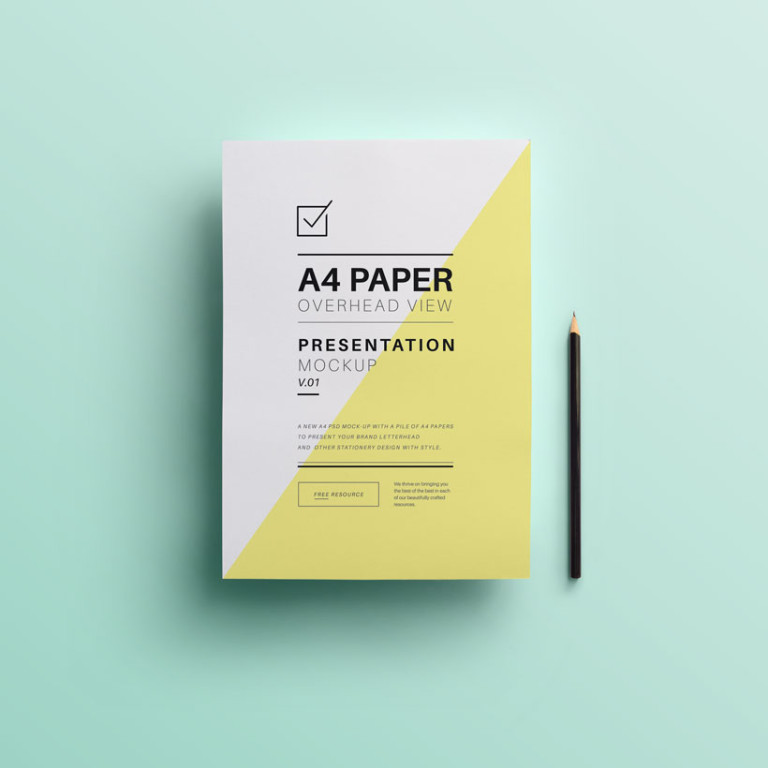 A4 PAPER
OVERHEAD VIEW
PRESENTATION
MOCKUP
V.01
A NEW A4 PSD MOCK-UP WITH A PILE OF A4 PAPERS
TO PRESENT YOUR BRAND LETTERHEAD
AND OTHER STATIONERY DESIGN WITH STYLE.
FREE RESOURCE
We thrive on bringing you
the best of the best in each
of our beautifully crafted
resources.